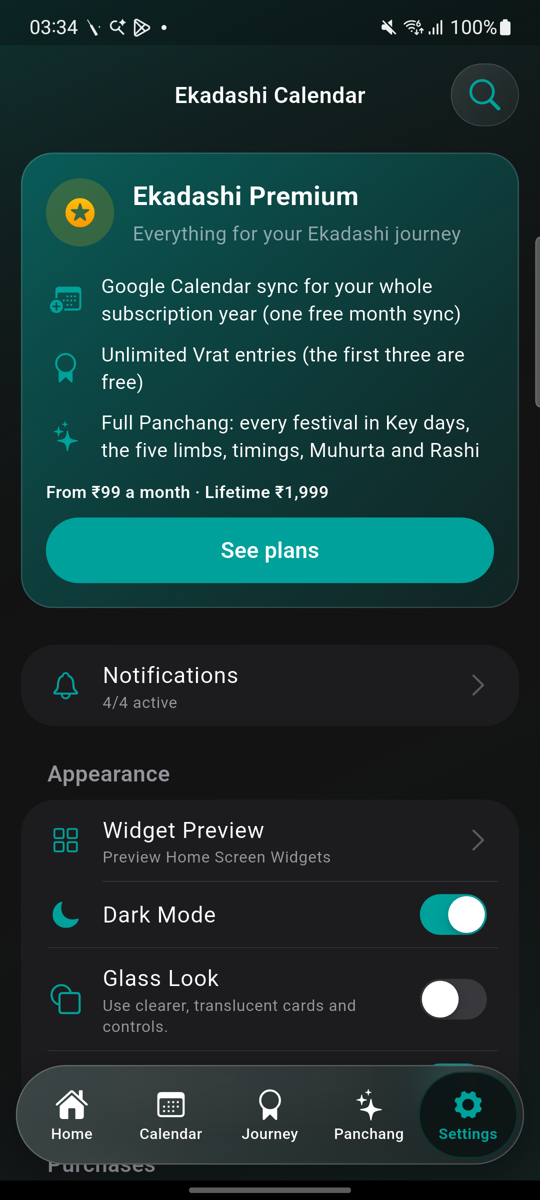 03:34
100%
Ekadashi Calendar
Ekadashi Premium
Everything for your Ekadashi journey
Google Calendar sync for your whole
subscription year (one free month sync)
Unlimited Vrat entries (the first three are
free)
Full Panchang: every festival in Key days,
the five limbs, timings, Muhurta and Rashi
From ₹99 a month · Lifetime ₹1,999
See plans
Notifications
4/4 active
Appearance
Widget Preview
Preview Home Screen Widgets
Dark Mode
Glass Look
Use clearer, translucent cards and
controls.
Home
Calendar
Journey
Panchang
Settings
Purchases